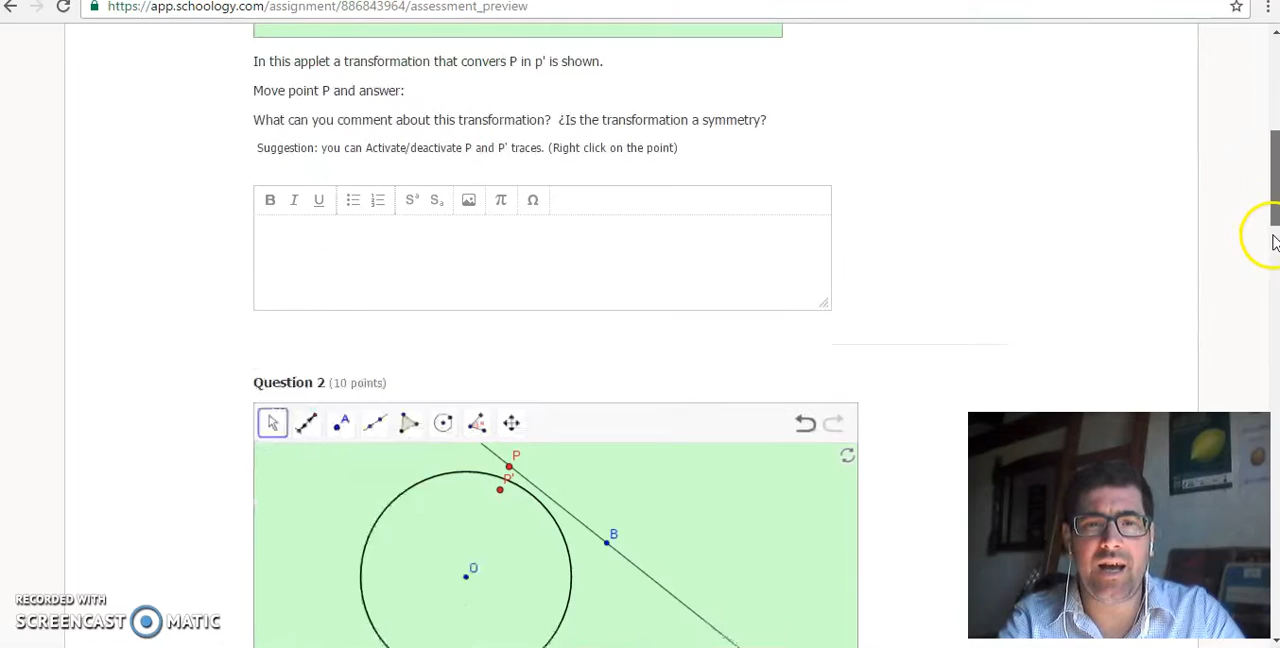 https://app.schoology.com/assignment/886843964/assessment_preview
In this applet a transformation that convers P in p' is shown.
Move point P and answer:
What can you comment about this transformation? ¿Is the transformation a symmetry?
Suggestion: you can Activate/deactivate P and P' traces. (Right click on the point)
B I U Sª Sₐ π Ω
Question 2 (10 points)
A
P
P'
B
O
RECORDED WITH
SCREENCAST MATIC